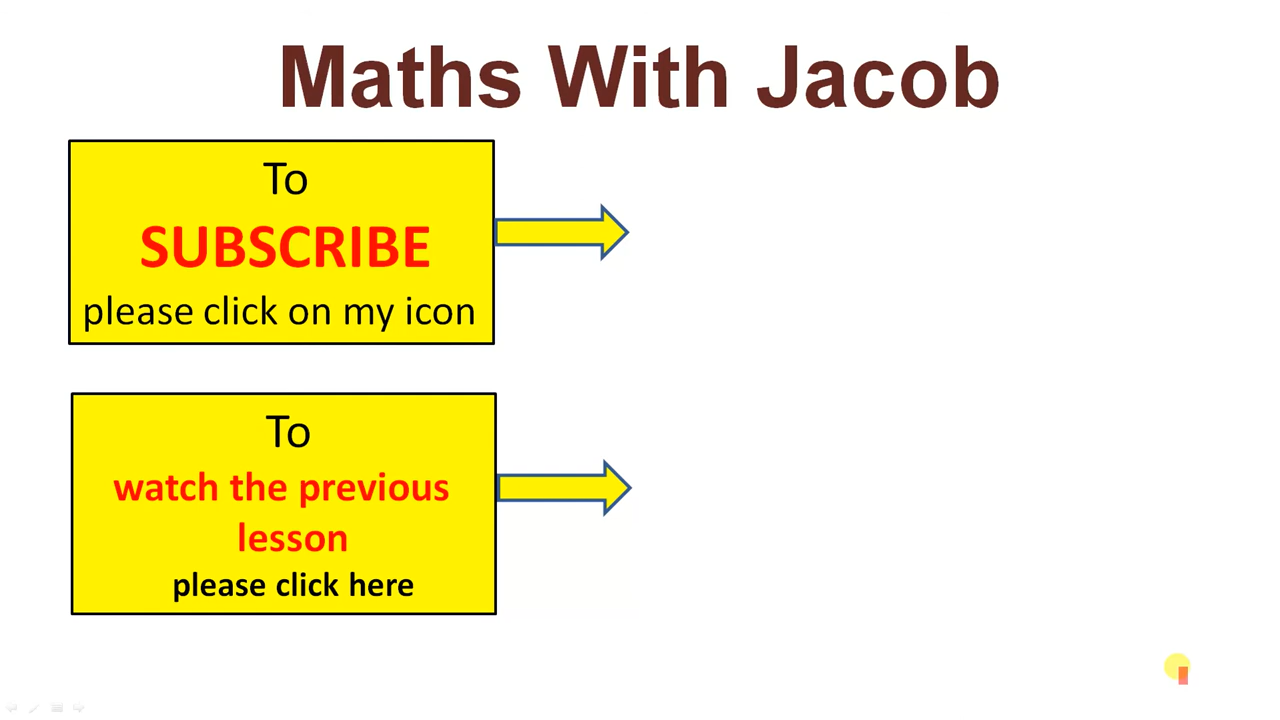 Maths With Jacob
To
SUBSCRIBE
please click on my icon
To
watch the previous
lesson
please click here